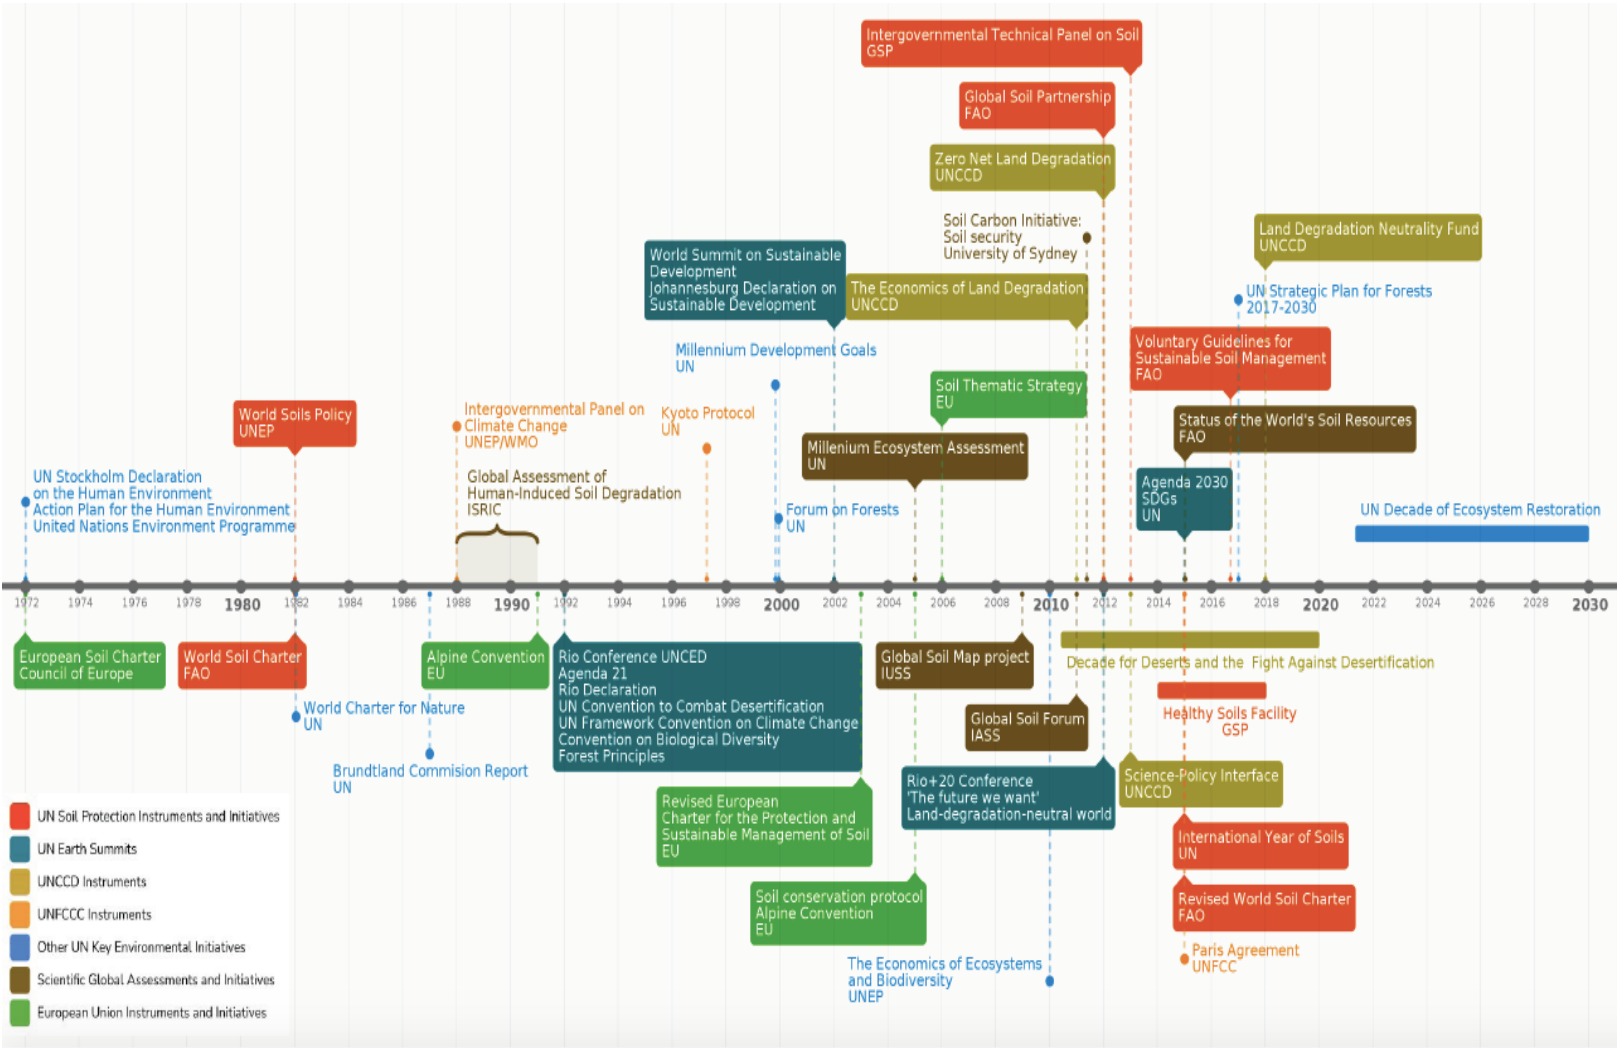 Intergovernmental Technical Panel on Soil
GSP
Global Soil Partnership
FAO
Zero Net Land Degradation
UNCCD
Soil Carbon Initiative:
Soil security
University of Sydney
Land Degradation Neutrality Fund
UNCCD
World Summit on Sustainable
Development
Johannesburg Declaration on
Sustainable Development
The Economics of Land Degradation
UNCCD
UN Strategic Plan for Forests
2017-2030
Voluntary Guidelines for
Sustainable Soil Management
FAO
Millennium Development Goals
UN
Soil Thematic Strategy
EU
World Soils Policy
UNEP
Intergovernmental Panel on
Climate Change
UNEP/WMO
Kyoto Protocol
UN
Status of the World's Soil Resources
FAO
Millenium Ecosystem Assessment
UN
UN Stockholm Declaration
on the Human Environment
Action Plan for the Human Environment
United Nations Environment Programme
Global Assessment of
Human-Induced Soil Degradation
ISRIC
Forum on Forests
UN
Agenda 2030
SDGs
UN
UN Decade of Ecosystem Restoration
1972 1974 1976 1978 1980 1982 1984 1986 1988 1990 1992 1994 1996 1998 2000 2002 2004 2006 2008 2010 2012 2014 2016 2018 2020 2022 2024 2026 2028 2030
European Soil Charter
Council of Europe
World Soil Charter
FAO
World Charter for Nature
UN
Alpine Convention
EU
Brundtland Commision Report
UN
Rio Conference UNCED
Agenda 21
Rio Declaration
UN Convention to Combat Desertification
UN Framework Convention on Climate Change
Convention on Biological Diversity
Forest Principles
Global Soil Map project
IUSS
Decade for Deserts and the Fight Against Desertification
Healthy Soils Facility
GSP
Global Soil Forum
IASS
Rio+20 Conference
'The future we want'
Land-degradation-neutral world
Science-Policy Interface
UNCCD
Revised European
Charter for the Protection and
Sustainable Management of Soil
EU
International Year of Soils
UN
Soil conservation protocol
Alpine Convention
EU
Revised World Soil Charter
FAO
Paris Agreement
UNFCC
The Economics of Ecosystems
and Biodiversity
UNEP
UN Soil Protection Instruments and Initiatives
UN Earth Summits
UNCCD Instruments
UNFCCC Instruments
Other UN Key Environmental Initiatives
Scientific Global Assessments and Initiatives
European Union Instruments and Initiatives